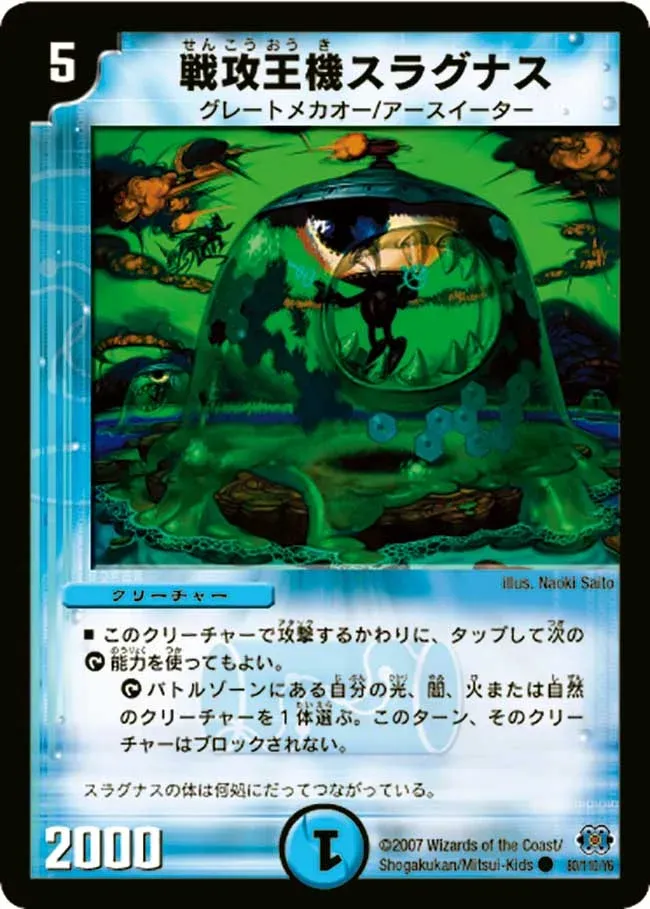 5
せんこうおうき
戦攻王機スラグナス
グレートメカオー/アースイーター
illus. Naoki Saito
クリーチャー
■ このクリーチャーで攻撃するかわりに、タップして次の
能力を使ってもよい。
バトルゾーンにある自分の光、闇、火または自然
のクリーチャーを1体選ぶ。このターン、そのクリー
チャーはブロックされない。
スラグナスの体は何処にだってつながっている。
2000
1
©2007 Wizards of the Coast/
Shogakukan/Mitsui-Kids ● 80/110/Y6